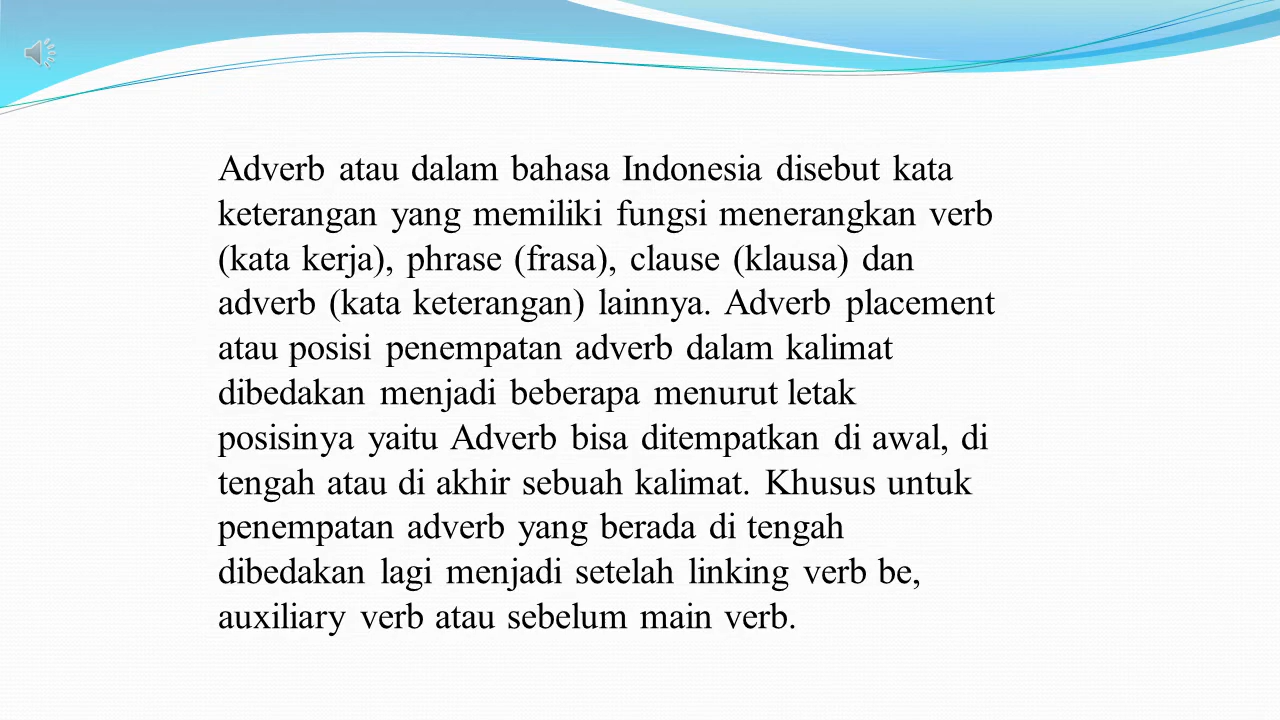 Adverb atau dalam bahasa Indonesia disebut kata
keterangan yang memiliki fungsi menerangkan verb
(kata kerja), phrase (frasa), clause (klausa) dan
adverb (kata keterangan) lainnya. Adverb placement
atau posisi penempatan adverb dalam kalimat
dibedakan menjadi beberapa menurut letak
posisinya yaitu Adverb bisa ditempatkan di awal, di
tengah atau di akhir sebuah kalimat. Khusus untuk
penempatan adverb yang berada di tengah
dibedakan lagi menjadi setelah linking verb be,
auxiliary verb atau sebelum main verb.